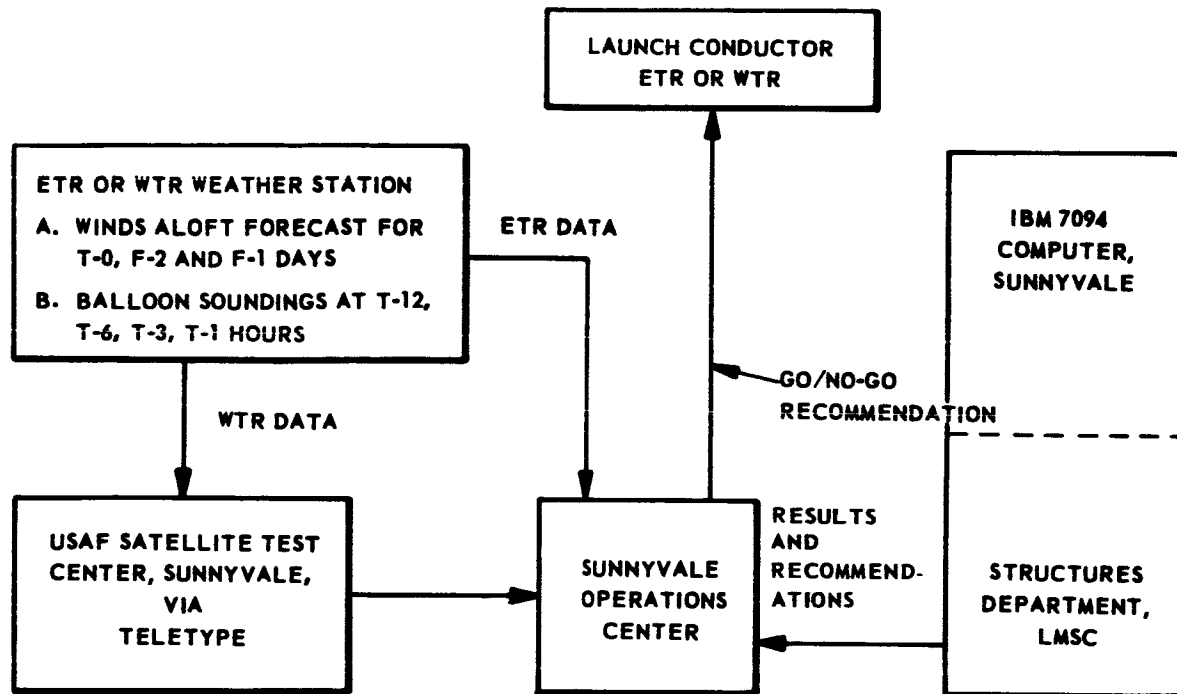 LAUNCH CONDUCTOR
ETR OR WTR
ETR OR WTR WEATHER STATION
A. WINDS ALOFT FORECAST FOR
T-0, F-2 AND F-1 DAYS
B. BALLOON SOUNDINGS AT T-12,
T-6, T-3, T-1 HOURS
ETR DATA
IBM 7094
COMPUTER,
SUNNYVALE
GO/NO-GO
RECOMMENDATION
WTR DATA
USAF SATELLITE TEST
CENTER, SUNNYVALE,
VIA
TELETYPE
SUNNYVALE
OPERATIONS
CENTER
RESULTS
AND
RECOMMEND-
ATIONS
STRUCTURES
DEPARTMENT,
LMSC